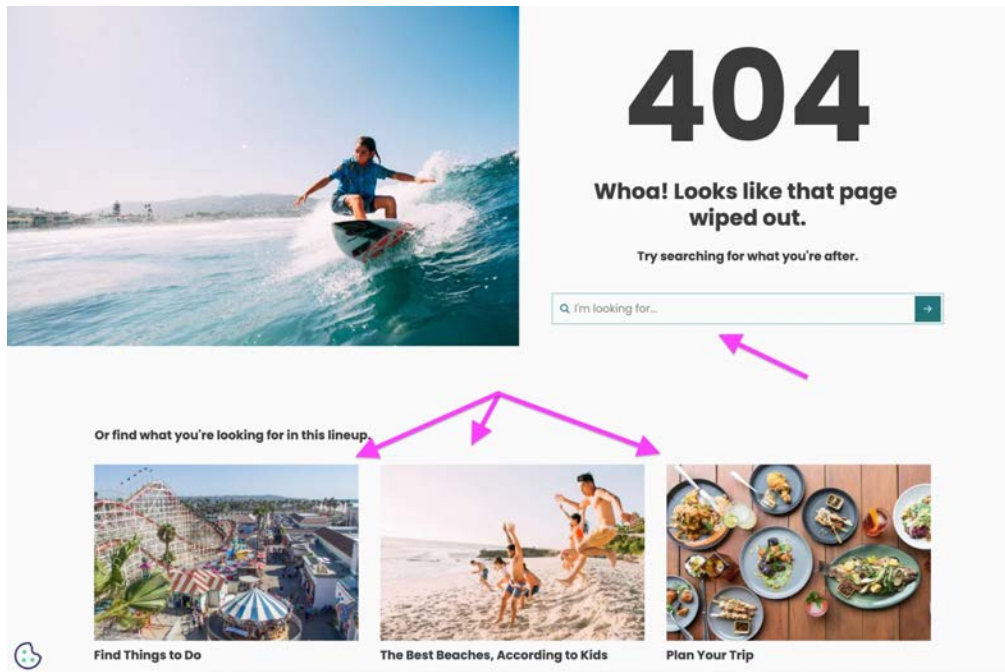 404
Whoa! Looks like that page
wiped out.
Try searching for what you're after.
I'm looking for...
Or find what you're looking for in this lineup.
Find Things to Do
The Best Beaches, According to Kids
Plan Your Trip